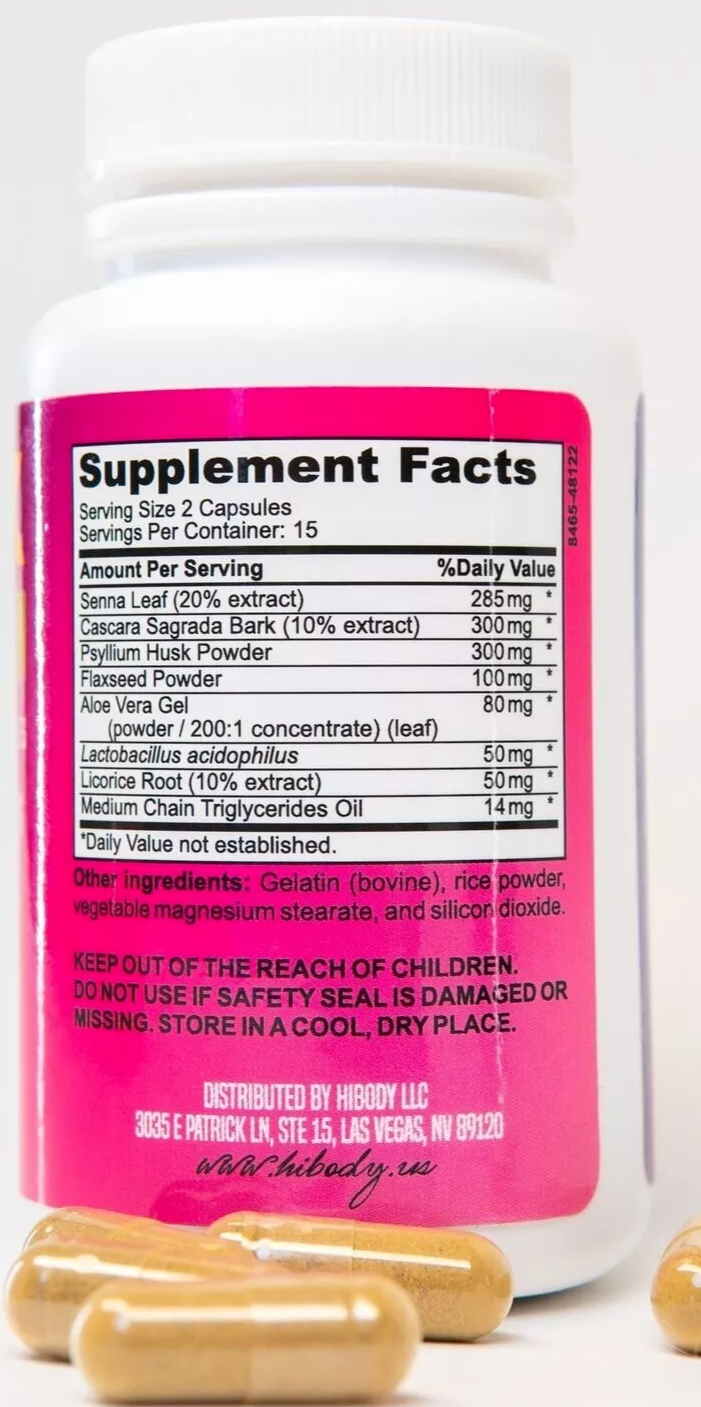 Supplement Facts
Serving Size 2 Capsules
Servings Per Container: 15
Amount Per Serving %Daily Value
Senna Leaf (20% extract) 285mg *
Cascara Sagrada Bark (10% extract) 300mg *
Psyllium Husk Powder 300mg *
Flaxseed Powder 100mg *
Aloe Vera Gel 80mg *
(powder / 200:1 concentrate) (leaf)
Lactobacillus acidophilus 50mg *
Licorice Root (10% extract) 50mg *
Medium Chain Triglycerides Oil 14mg *
*Daily Value not established.
Other ingredients: Gelatin (bovine), rice powder,
vegetable magnesium stearate, and silicon dioxide.
KEEP OUT OF THE REACH OF CHILDREN.
DO NOT USE IF SAFETY SEAL IS DAMAGED OR
MISSING. STORE IN A COOL, DRY PLACE.
DISTRIBUTED BY HIBODY LLC
3035 E PATRICK LN, STE 15, LAS VEGAS, NV 89120
www.hibody.us
8465-48122